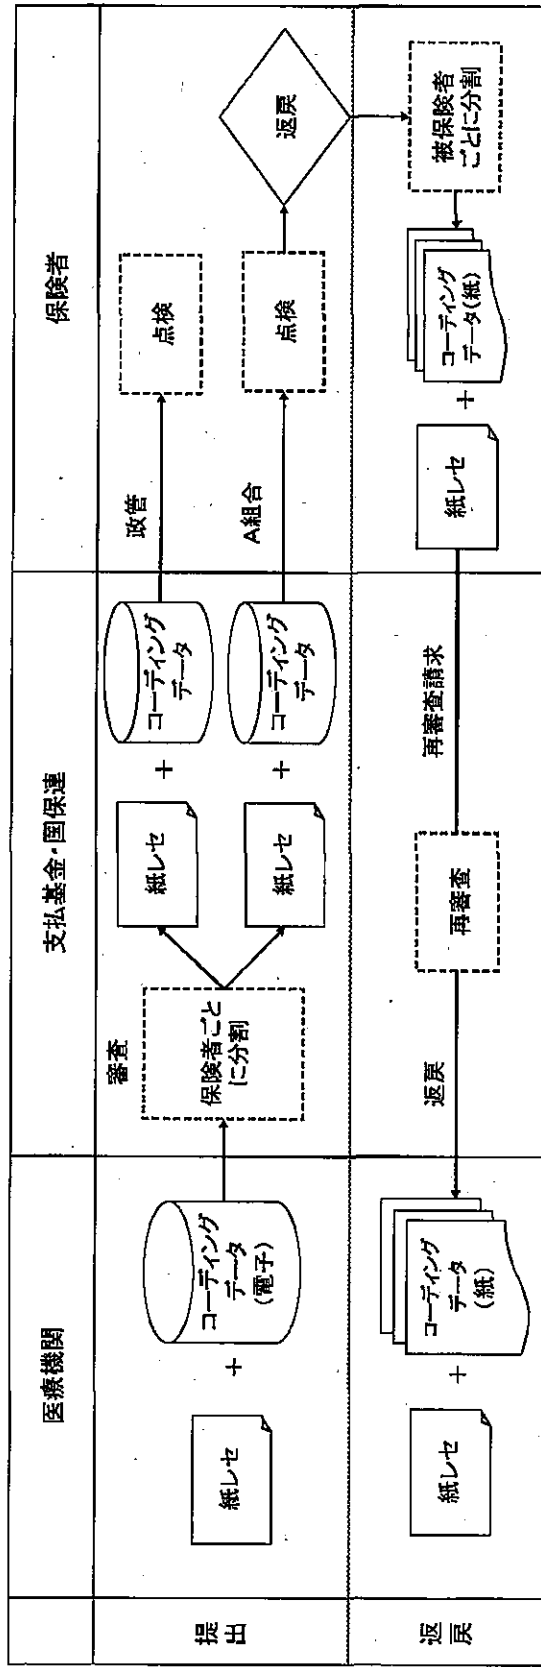 医療機関
支払基金・国保連
保険者
提出
紙レセ
+
コーディング
データ
(電子)
審査
保険者ごと
に分割
紙レセ
+
コーディング
データ
政管
点検
紙レセ
+
コーディング
データ
A組合
点検
返戻
返戻
紙レセ
+
コーディング
データ
(紙)
返戻
再審査
再審査請求
紙レセ
+
コーディング
データ(紙)
被保険者
ごとに分割